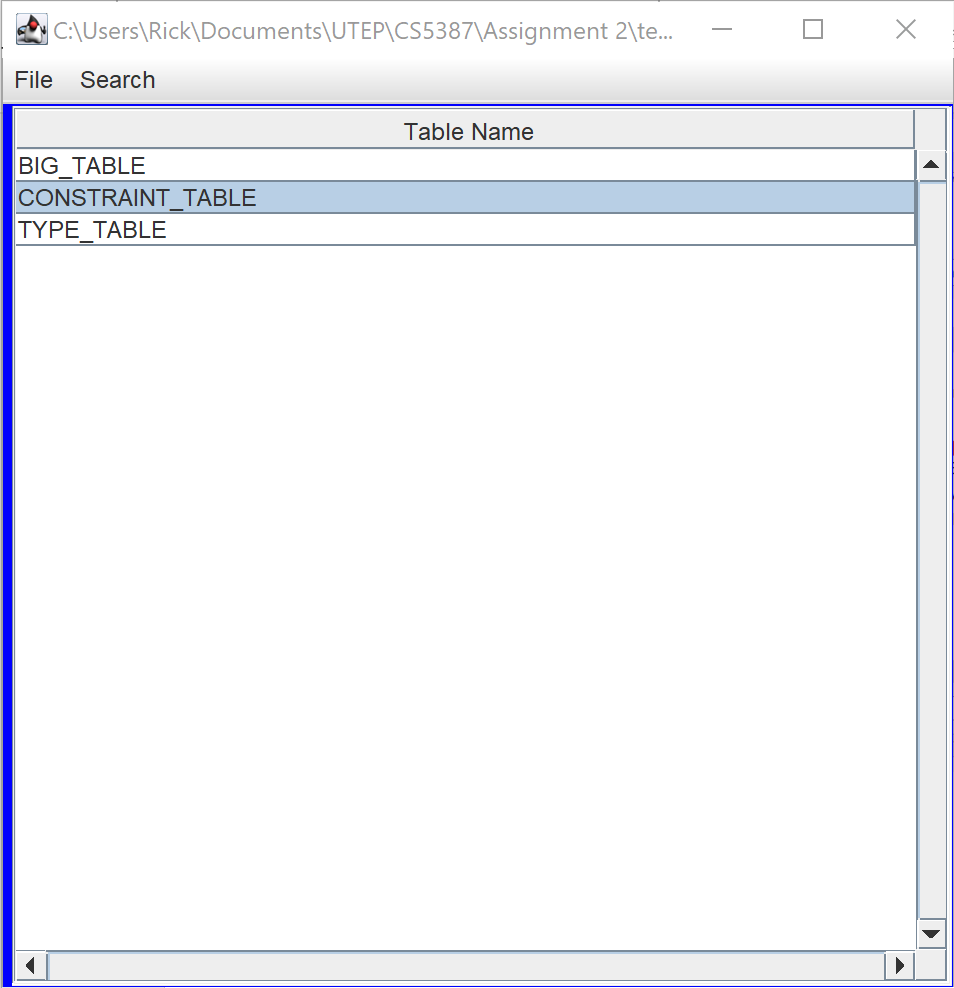 C:\Users\Rick\Documents\UTEP\CS5387\Assignment 2\te...
File Search
Table Name
BIG_TABLE
CONSTRAINT_TABLE
TYPE_TABLE